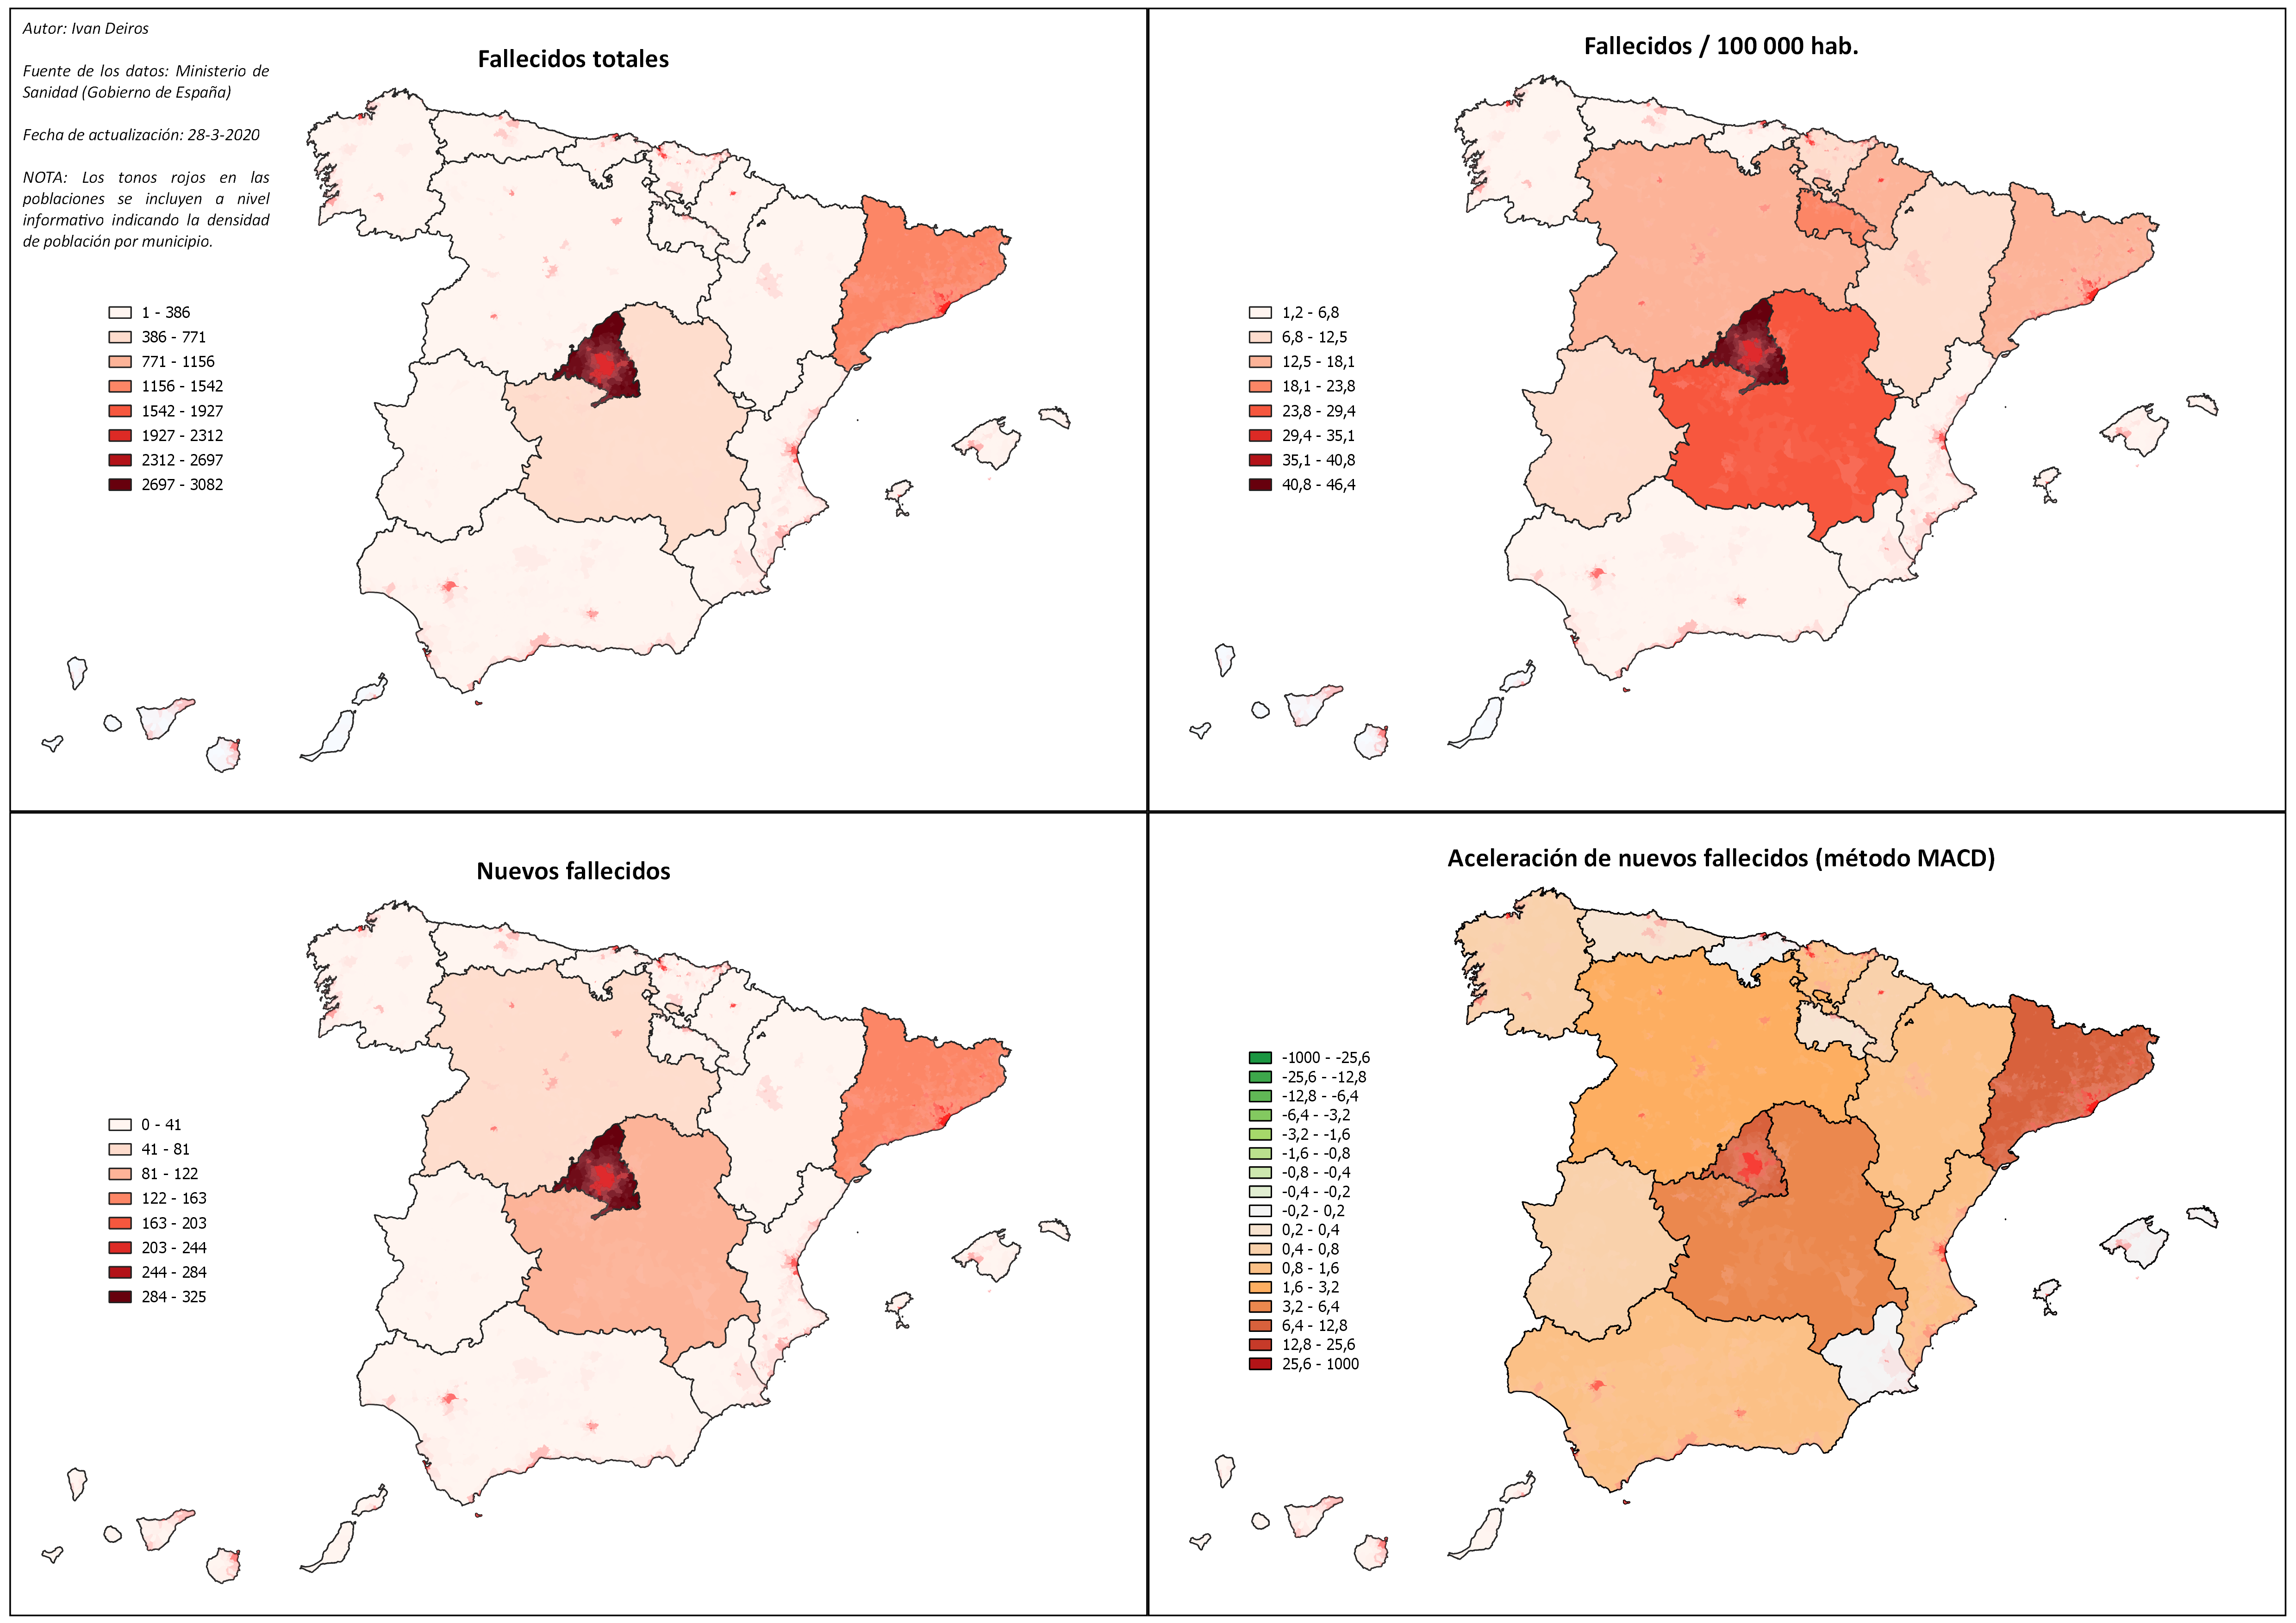 Autor: Ivan Deiros
Fuente de los datos: Ministerio de
Sanidad (Gobierno de España)
Fecha de actualización: 28-3-2020
NOTA: Los tonos rojos en las
poblaciones se incluyen a nivel
informativo indicando la densidad
de población por municipio.
Fallecidos totales
1 - 386
386 - 771
771 - 1156
1156 - 1542
1542 - 1927
1927 - 2312
2312 - 2697
2697 - 3082
Fallecidos / 100 000 hab.
1,2 - 6,8
6,8 - 12,5
12,5 - 18,1
18,1 - 23,8
23,8 - 29,4
29,4 - 35,1
35,1 - 40,8
40,8 - 46,4
Nuevos fallecidos
0 - 41
41 - 81
81 - 122
122 - 163
163 - 203
203 - 244
244 - 284
284 - 325
Aceleración de nuevos fallecidos (método MACD)
-1000 - -25,6
-25,6 - -12,8
-12,8 - -6,4
-6,4 - -3,2
-3,2 - -1,6
-1,6 - -0,8
-0,8 - -0,4
-0,4 - -0,2
-0,2 - 0,2
0,2 - 0,4
0,4 - 0,8
0,8 - 1,6
1,6 - 3,2
3,2 - 6,4
6,4 - 12,8
12,8 - 25,6
25,6 - 1000